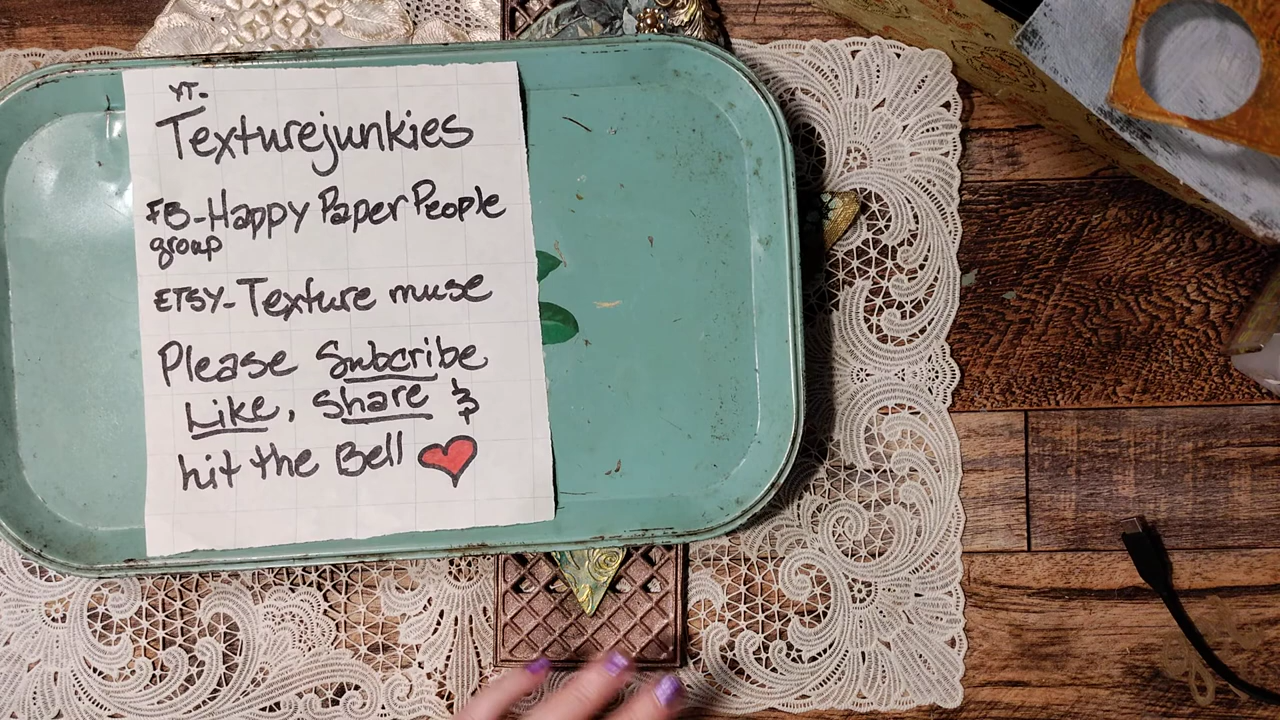 YT-
Texturejunkies
FB-Happy Paper People
group
ETSY-Texture muse
Please Subcribe
Like, Share &
hit the Bell